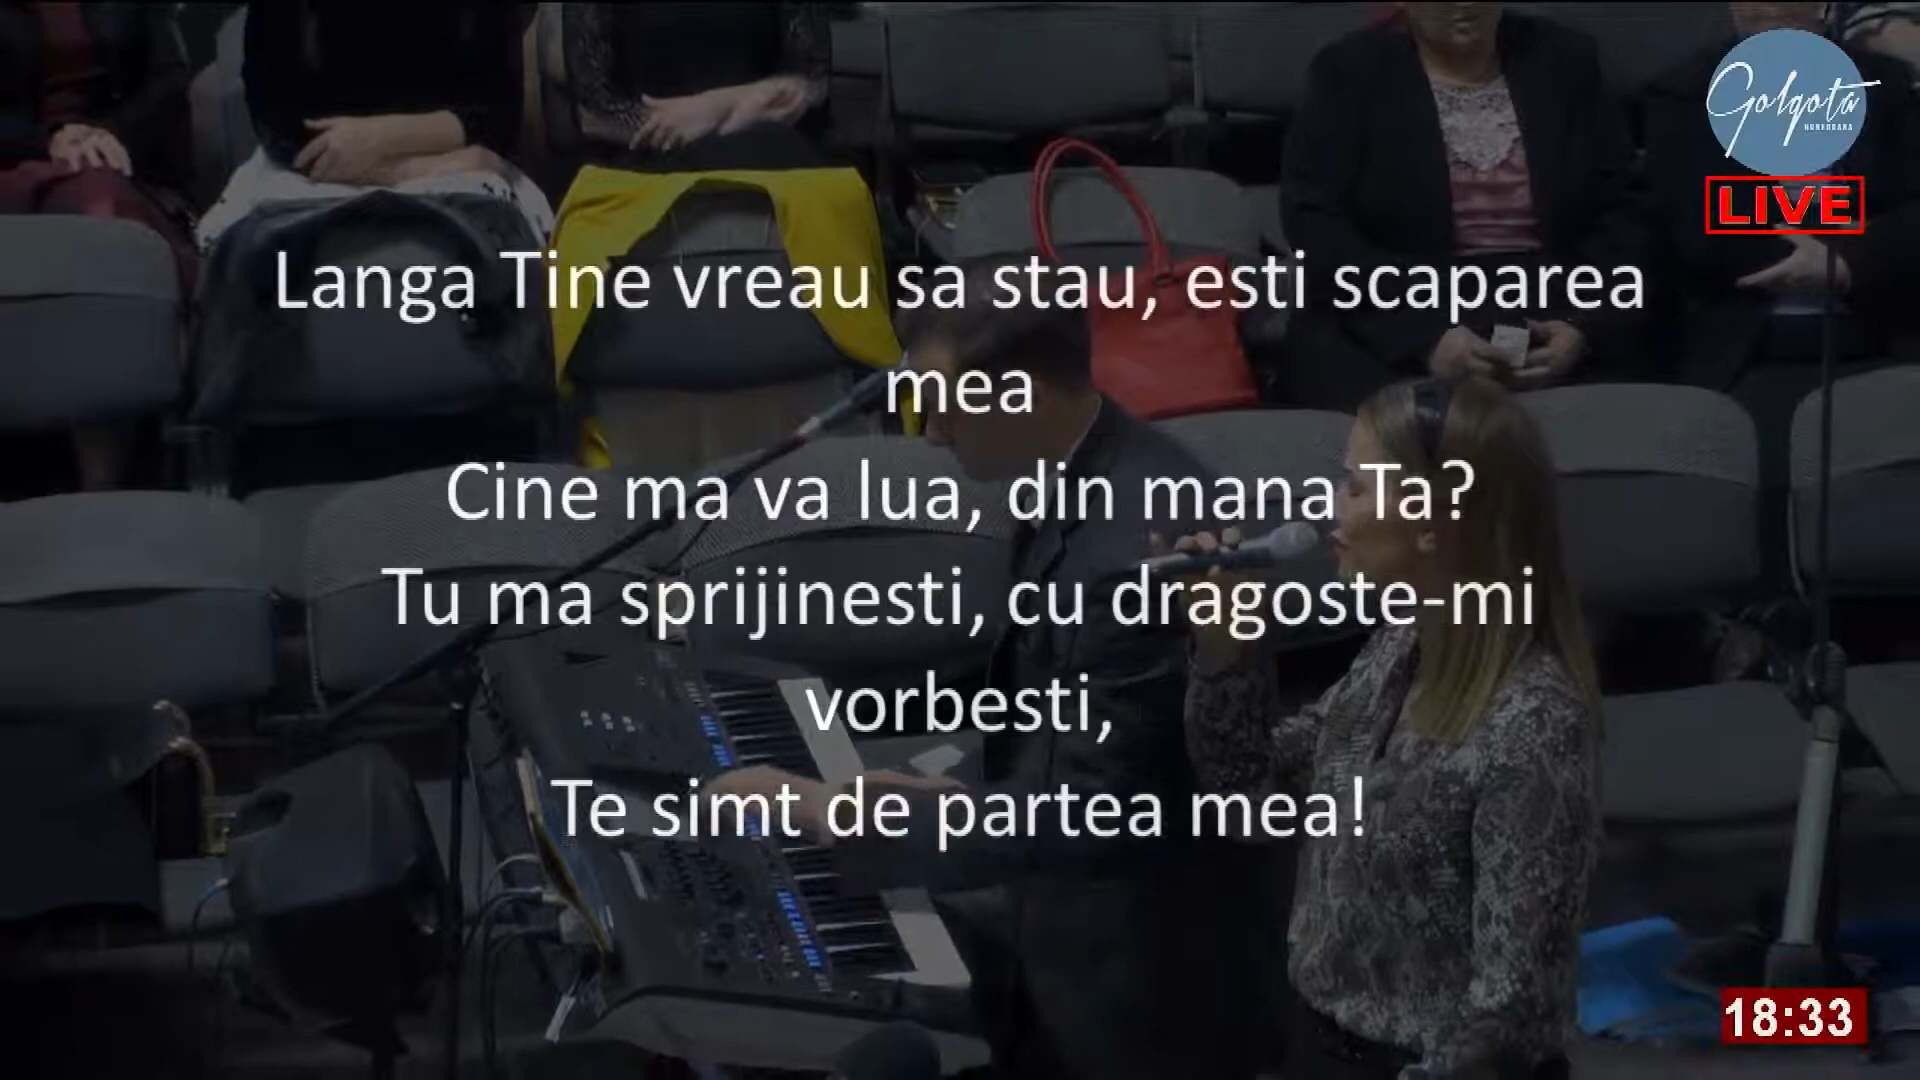 Golgota
HUNEDOARA
LIVE
Langa Tine vreau sa stau, esti scaparea
mea
Cine ma va lua, din mana Ta?
Tu ma sprijinesti, cu dragoste-mi
vorbesti,
Te simt de partea mea!
18:33